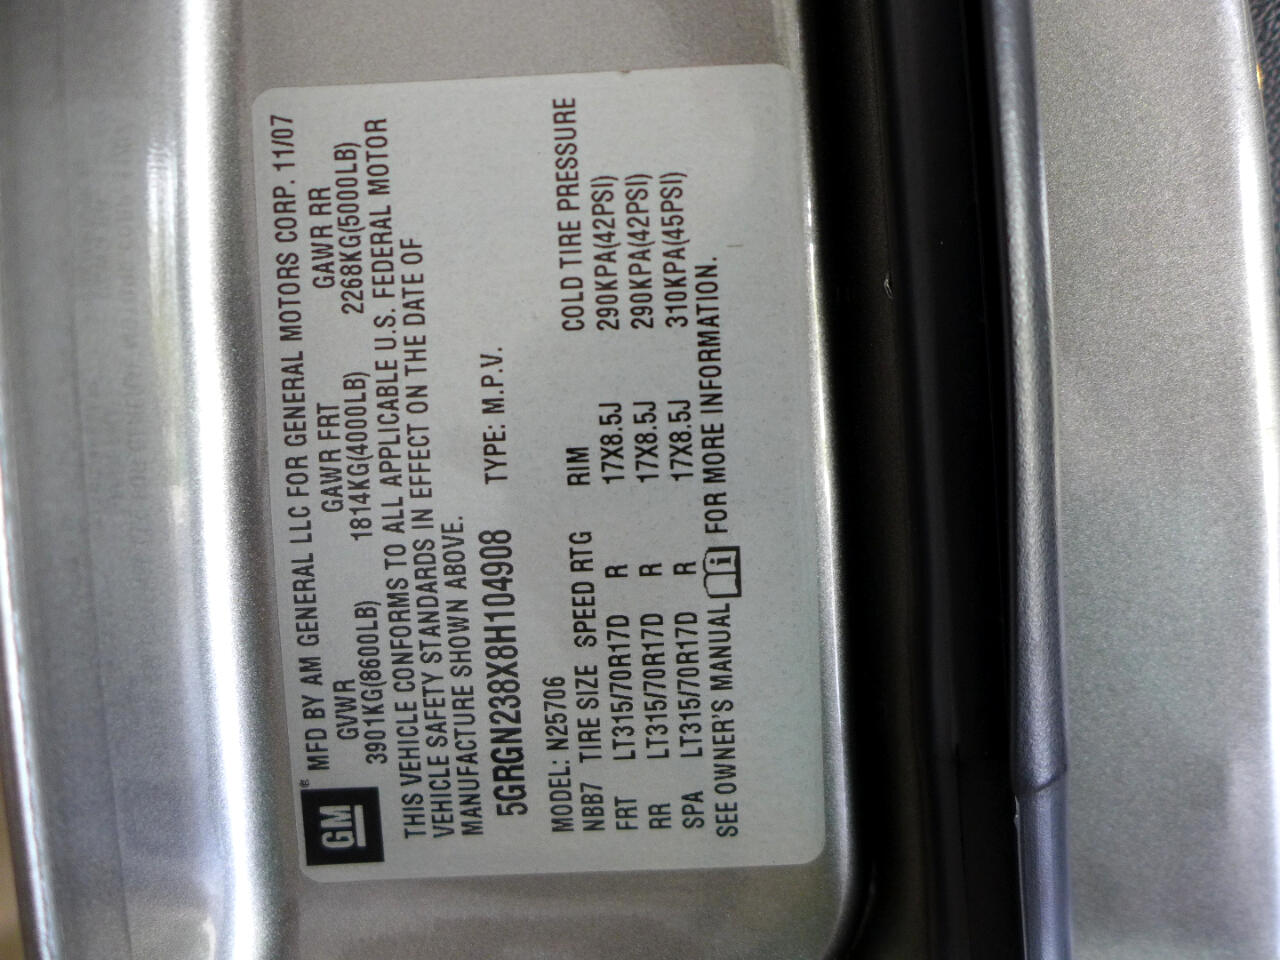 GM ® MFD BY AM GENERAL LLC FOR GENERAL MOTORS CORP. 11/07
GVWR GAWR FRT GAWR RR
3901KG(8600LB) 1814KG(4000LB) 2268KG(5000LB)
THIS VEHICLE CONFORMS TO ALL APPLICABLE U.S. FEDERAL MOTOR
VEHICLE SAFETY STANDARDS IN EFFECT ON THE DATE OF
MANUFACTURE SHOWN ABOVE.
5GRGN238X8H104908 TYPE: M.P.V.
MODEL: N25706
NBB7 TIRE SIZE SPEED RTG RIM COLD TIRE PRESSURE
FRT LT315/70R17D R 17X8.5J 290KPA(42PSI)
RR LT315/70R17D R 17X8.5J 290KPA(42PSI)
SPA LT315/70R17D R 17X8.5J 310KPA(45PSI)
SEE OWNER'S MANUAL i FOR MORE INFORMATION.